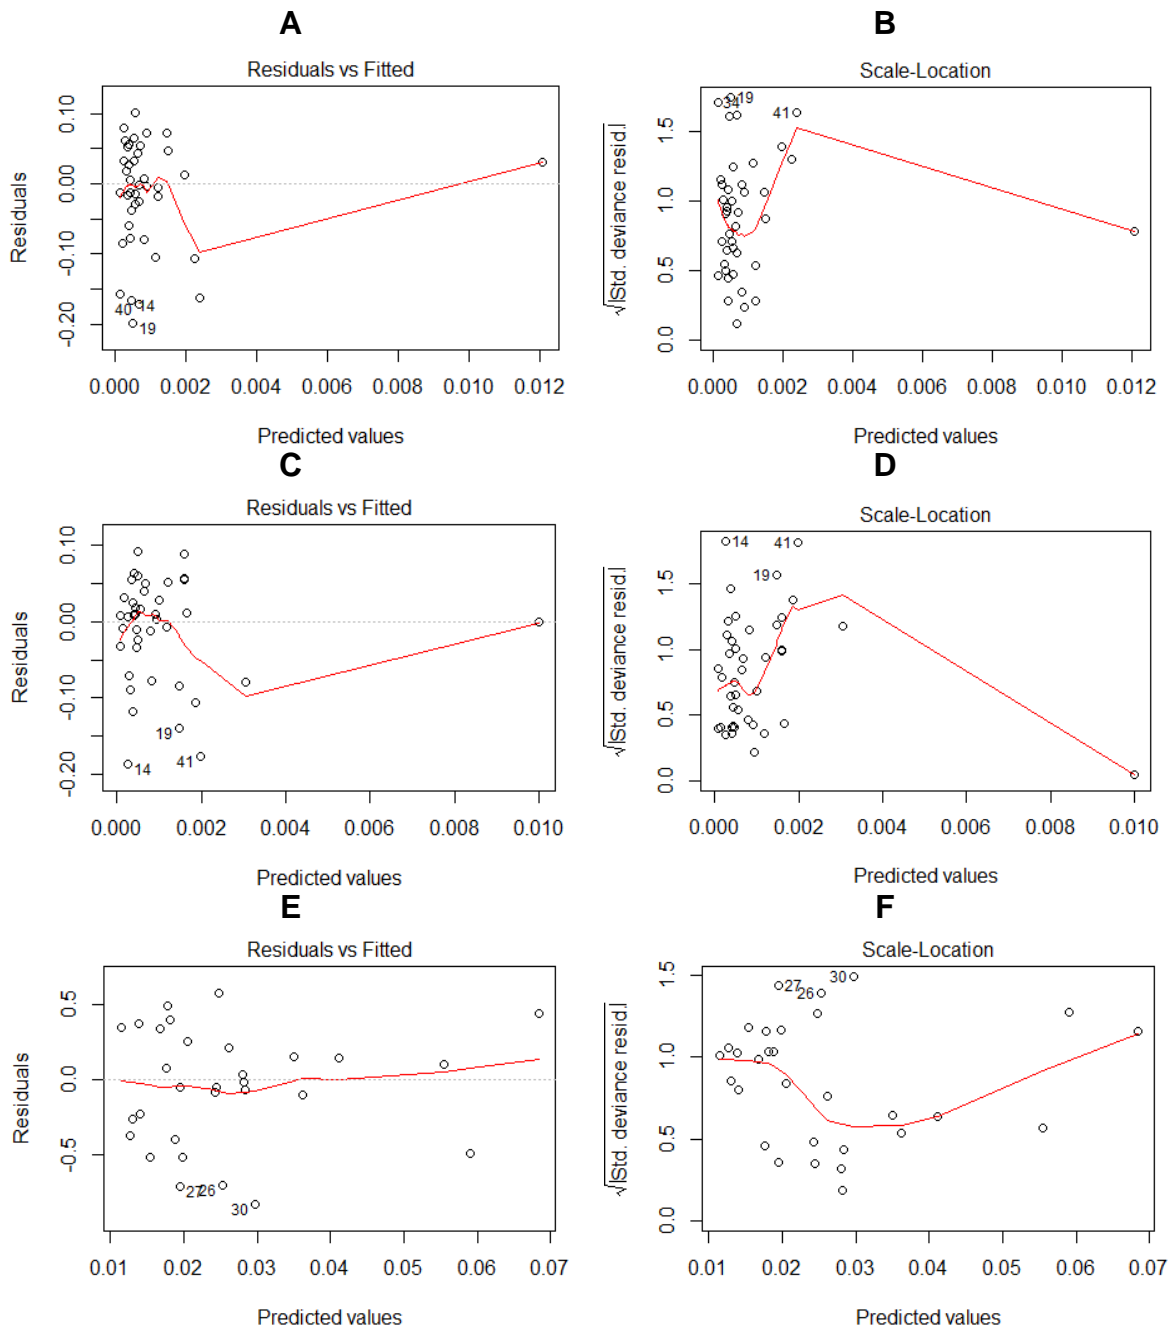 A
Residuals vs Fitted
Residuals
0.10
0.00
-0.10
-0.20
40
14
19
0.000 0.002 0.004 0.006 0.008 0.010 0.012
Predicted values
B
Scale-Location
√|Std. deviance resid.|
1.5
1.0
0.5
0.0
34
19
41
0.000 0.002 0.004 0.006 0.008 0.010 0.012
Predicted values
C
Residuals vs Fitted
Residuals
0.10
0.00
-0.10
-0.20
19
14
41
0.000 0.002 0.004 0.006 0.008 0.010
Predicted values
D
Scale-Location
√|Std. deviance resid.|
1.5
1.0
0.5
0.0
14
41
19
0.000 0.002 0.004 0.006 0.008 0.010
Predicted values
E
Residuals vs Fitted
Residuals
0.5
0.0
-0.5
27
26
30
0.01 0.02 0.03 0.04 0.05 0.06 0.07
Predicted values
F
Scale-Location
√|Std. deviance resid.|
1.5
1.0
0.5
0.0
27
26
30
0.01 0.02 0.03 0.04 0.05 0.06 0.07
Predicted values